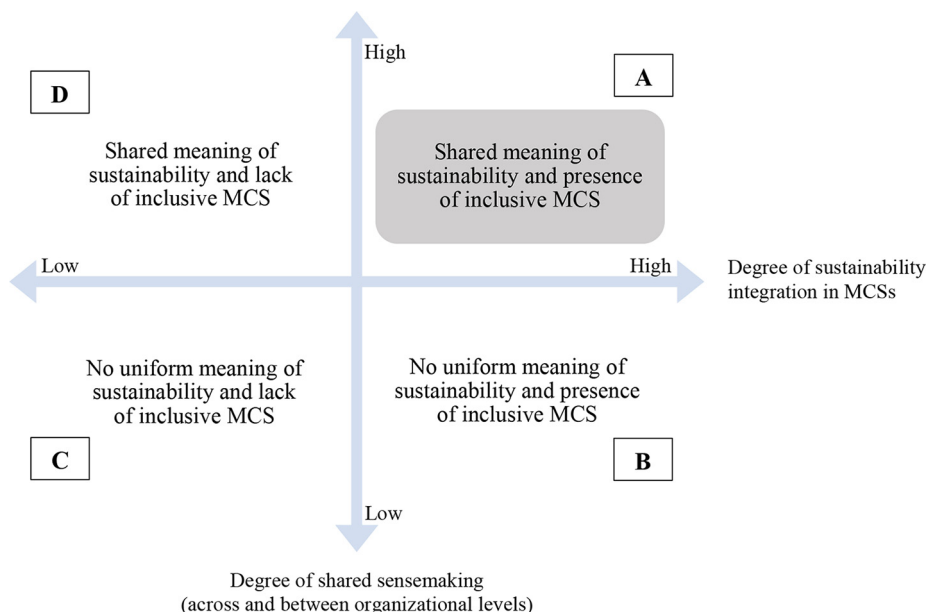 High
D
A
Shared meaning of
sustainability and lack
of inclusive MCS
Shared meaning of
sustainability and presence
of inclusive MCS
Low
High
Degree of sustainability
integration in MCSs
No uniform meaning of
sustainability and lack
of inclusive MCS
No uniform meaning of
sustainability and presence
of inclusive MCS
C
B
Low
Degree of shared sensemaking
(across and between organizational levels)